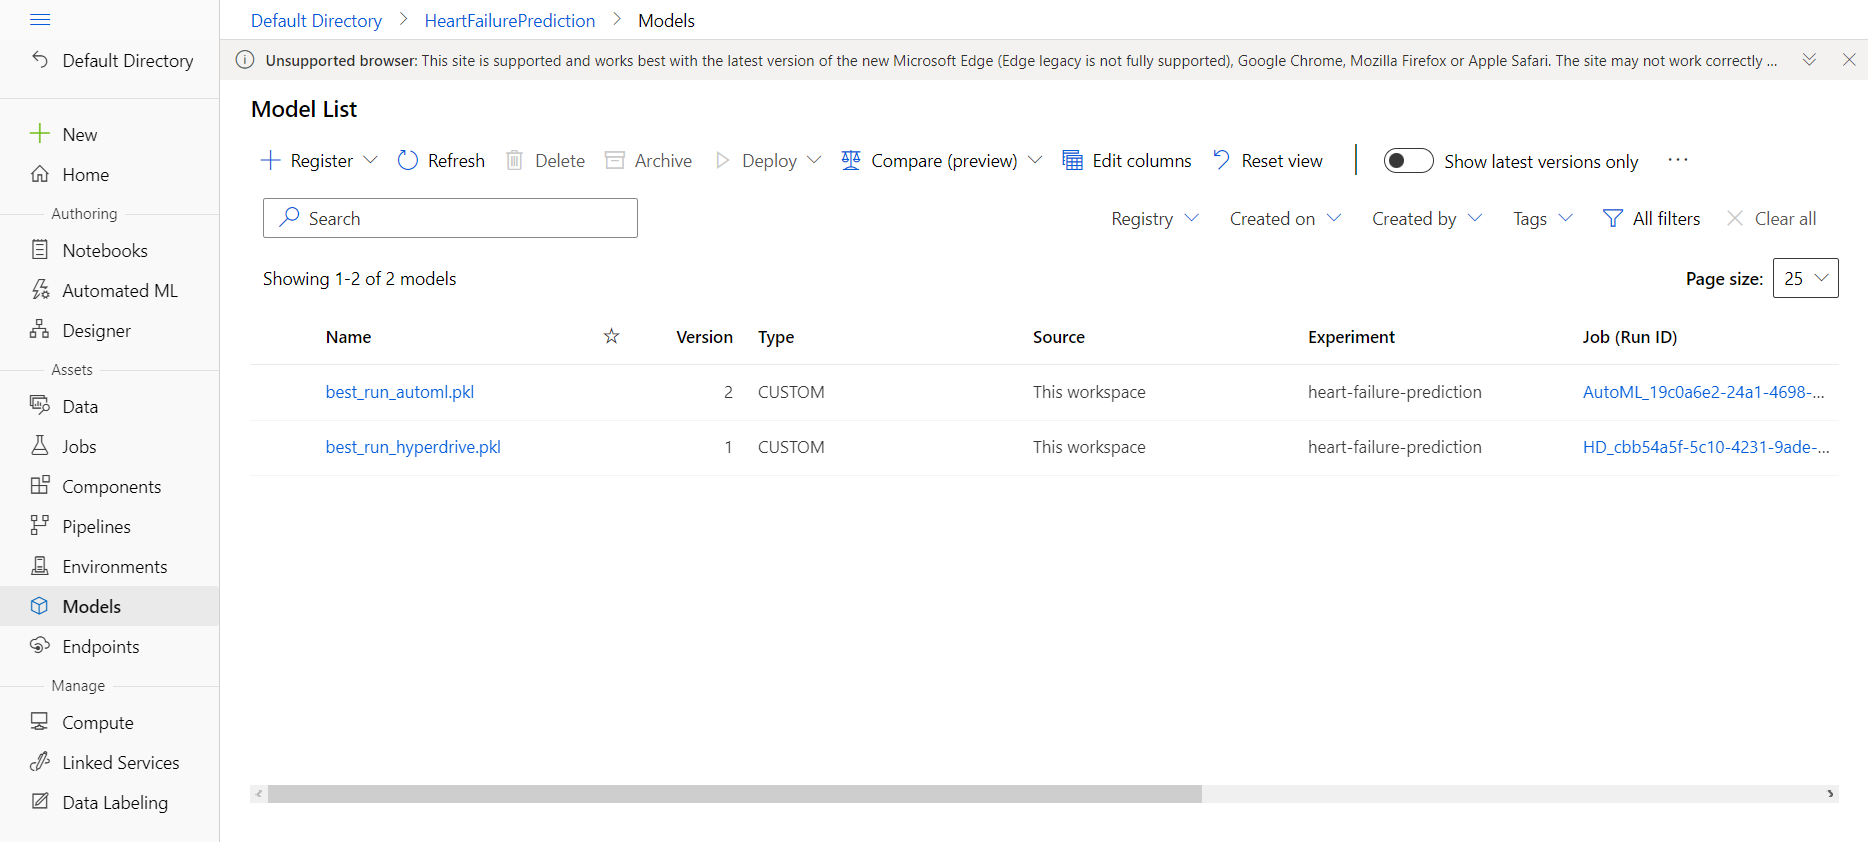 Default Directory > HeartFailurePrediction > Models
Default Directory
Unsupported browser: This site is supported and works best with the latest version of the new Microsoft Edge (Edge legacy is not fully supported), Google Chrome, Mozilla Firefox or Apple Safari. The site may not work correctly ...
New
Home
Authoring
Notebooks
Automated ML
Designer
Assets
Data
Jobs
Components
Pipelines
Environments
Models
Endpoints
Manage
Compute
Linked Services
Data Labeling
Model List
Register Refresh Delete Archive Deploy Compare (preview) Edit columns Reset view Show latest versions only ...
Search Registry Created on Created by Tags All filters Clear all
Showing 1-2 of 2 models Page size: 25
Name Version Type Source Experiment Job (Run ID)
best_run_automl.pkl 2 CUSTOM This workspace heart-failure-prediction AutoML_19c0a6e2-24a1-4698-...
best_run_hyperdrive.pkl 1 CUSTOM This workspace heart-failure-prediction HD_cbb54a5f-5c10-4231-9ade-...